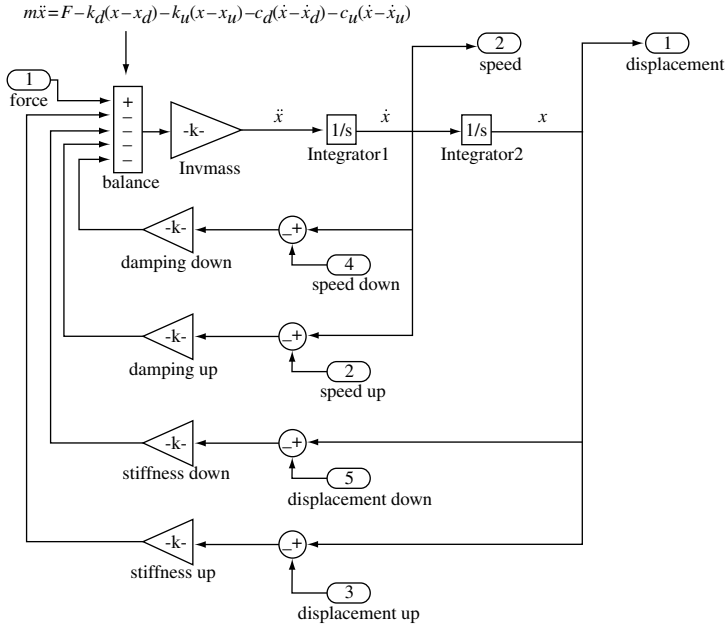 mẍ = F − k_d(x−x_d) − k_u(x−x_u) − c_d(ẋ−ẋ_d) − c_u(ẋ−ẋ_u)
2
speed
1
displacement
1
force
+
−
−
−
−
balance
-k-
Invmass
ẍ
1/s
Integrator1
ẋ
1/s
Integrator2
x
-k-
damping down
−+
4
speed down
-k-
damping up
−+
2
speed up
-k-
stiffness down
−+
5
displacement down
-k-
stiffness up
−+
3
displacement up